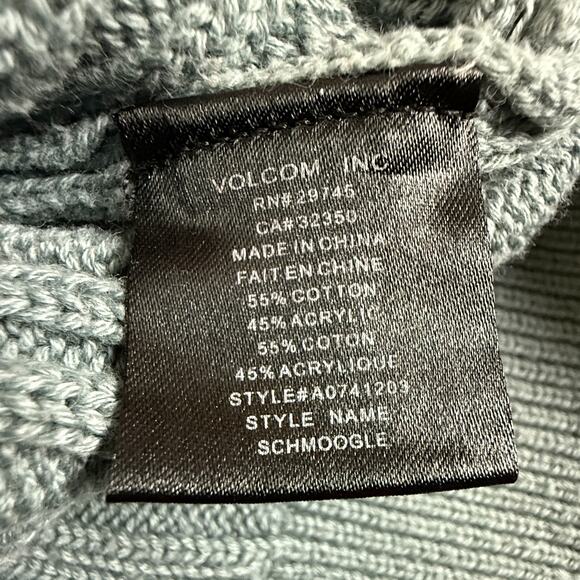 VOLCOM INC
RN#29745
CA#32350
MADE IN CHINA
FAIT EN CHINE
55% COTTON
45% ACRYLIC
55% COTON
45% ACRYLIQUE
STYLE#A0741203
STYLE NAME
SCHMOOGLE